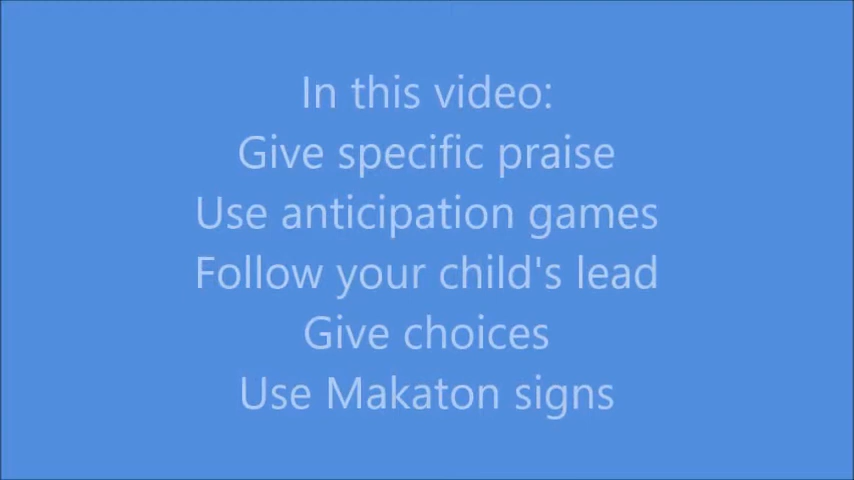 In this video:
Give specific praise
Use anticipation games
Follow your child's lead
Give choices
Use Makaton signs